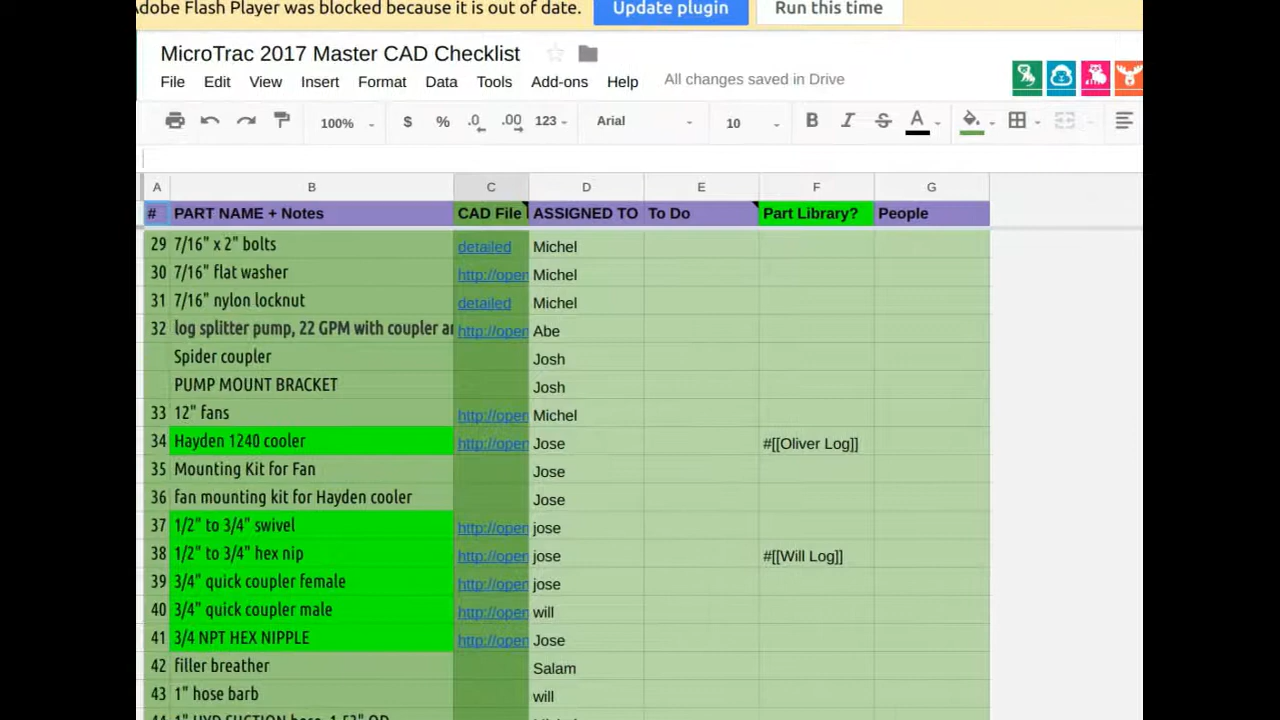 dobe Flash Player was blocked because it is out of date. Update plugin Run this time
MicroTrac 2017 Master CAD Checklist
File Edit View Insert Format Data Tools Add-ons Help All changes saved in Drive
100% $ % .0 .00 123 Arial 10 B I S A
A B C D E F G
# PART NAME + Notes CAD File ASSIGNED TO To Do Part Library? People
29 7/16" x 2" bolts detailed Michel
30 7/16" flat washer http://open Michel
31 7/16" nylon locknut detailed Michel
32 log splitter pump, 22 GPM with coupler an http://open Abe
Spider coupler Josh
PUMP MOUNT BRACKET Josh
33 12" fans http://open Michel
34 Hayden 1240 cooler http://open Jose #[[Oliver Log]]
35 Mounting Kit for Fan Jose
36 fan mounting kit for Hayden cooler Jose
37 1/2" to 3/4" swivel http://open jose
38 1/2" to 3/4" hex nip http://open jose #[[Will Log]]
39 3/4" quick coupler female http://open jose
40 3/4" quick coupler male http://open will
41 3/4 NPT HEX NIPPLE http://open Jose
42 filler breather Salam
43 1" hose barb will
44 1" HYD SUCTION